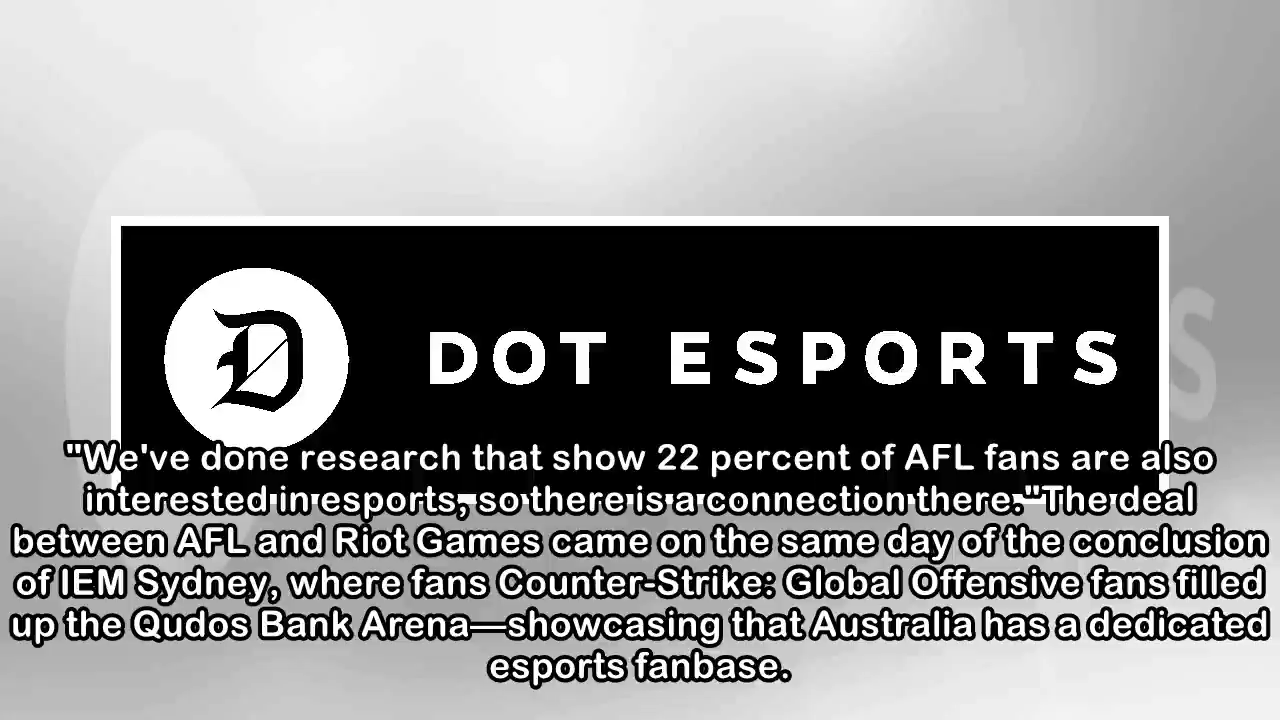 D DOT ESPORTS
S
"We've done research that show 22 percent of AFL fans are also
interested in esports, so there is a connection there."The deal
between AFL and Riot Games came on the same day of the conclusion
of IEM Sydney, where fans Counter-Strike: Global Offensive fans filled
up the Qudos Bank Arena—showcasing that Australia has a dedicated
esports fanbase.